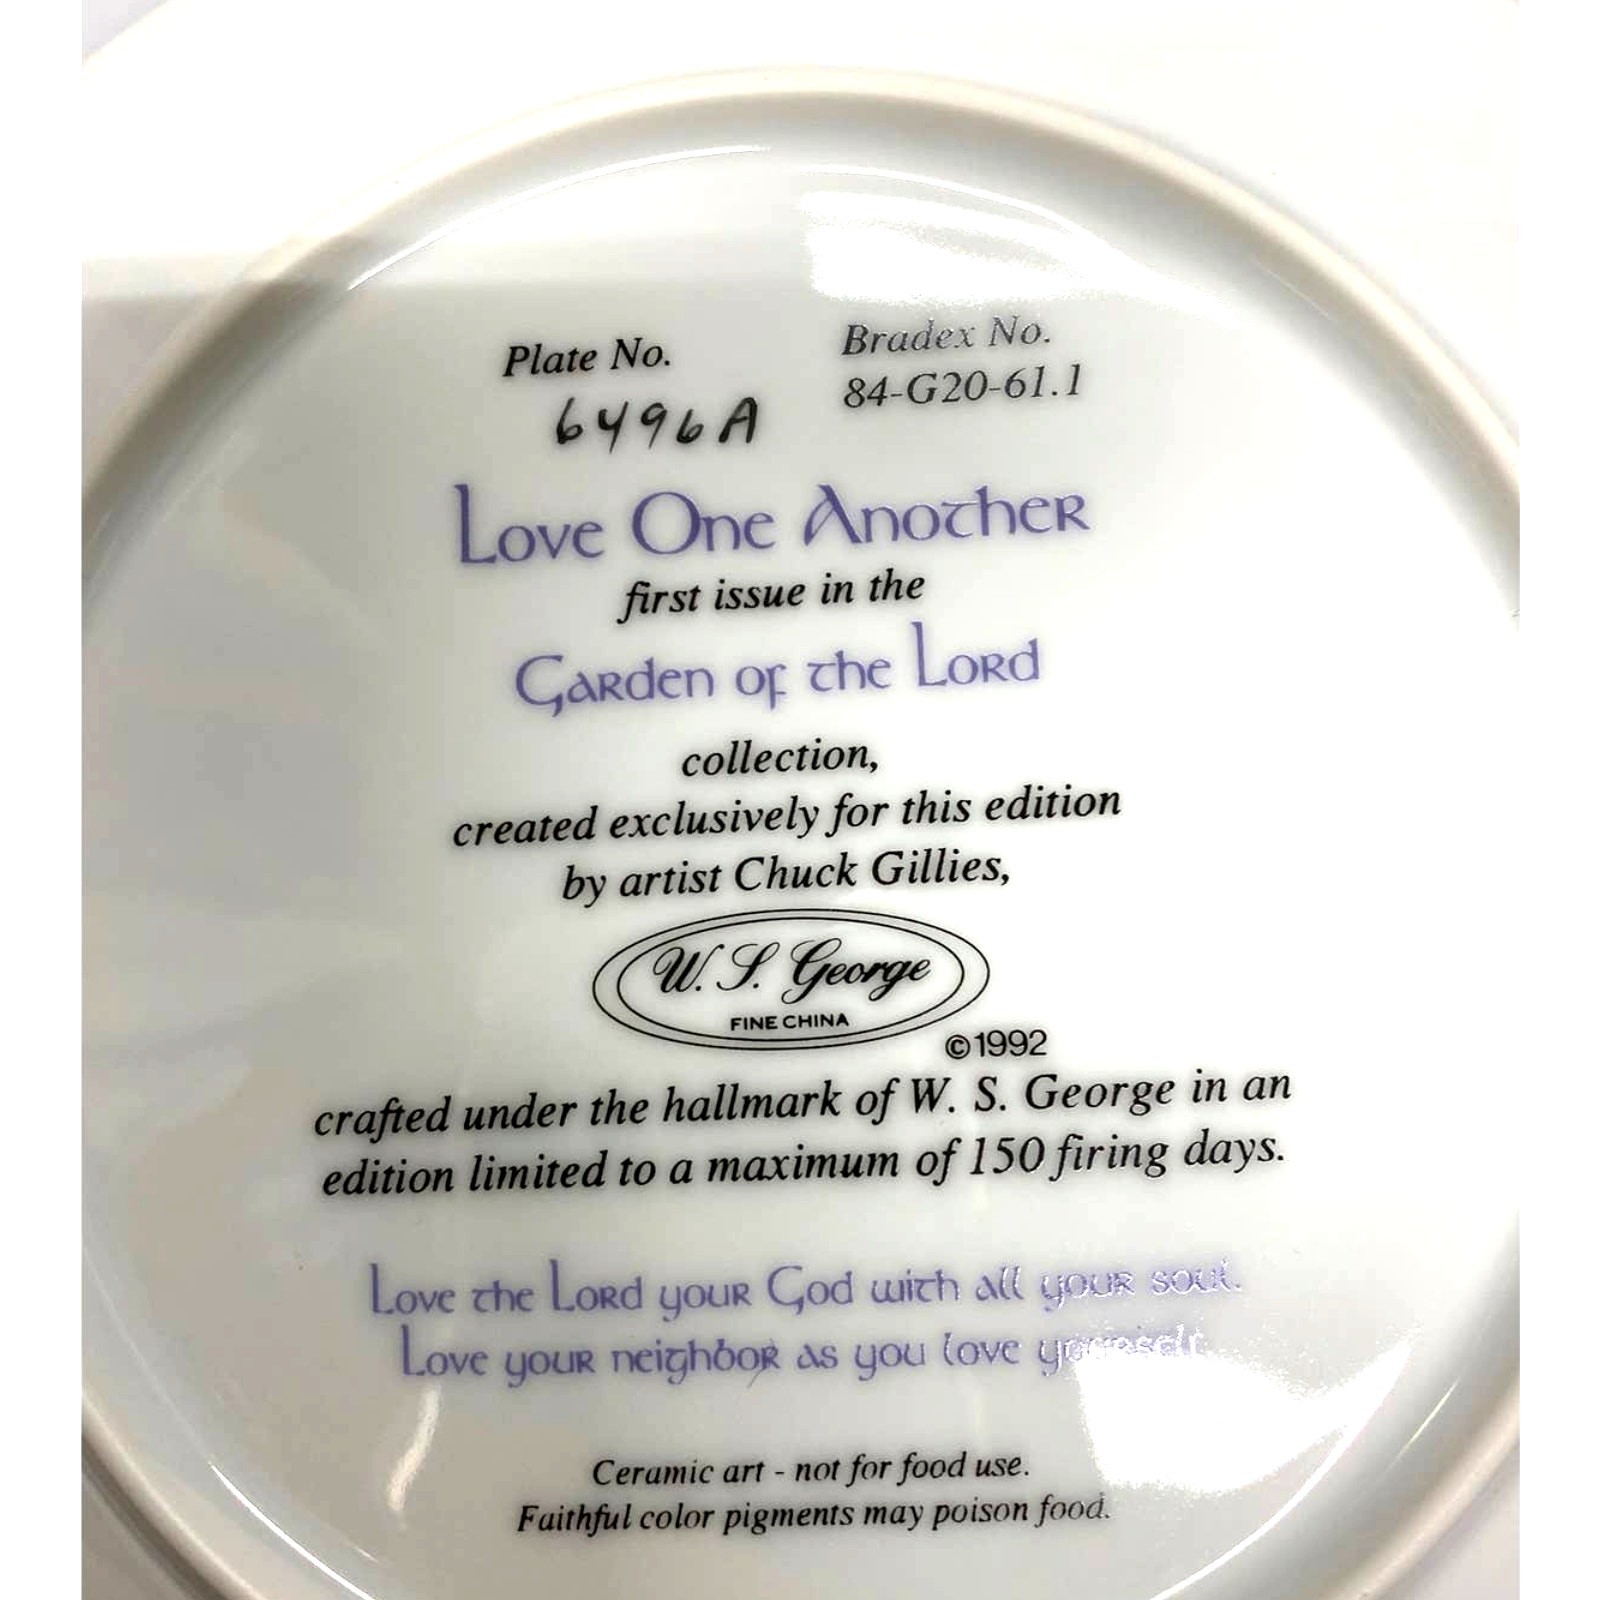 Plate No.
6496A
Bradex No.
84-G20-61.1
Love One Another
first issue in the
Garden of the Lord
collection,
created exclusively for this edition
by artist Chuck Gillies,
W. S. George
FINE CHINA
©1992
crafted under the hallmark of W. S. George in an
edition limited to a maximum of 150 firing days.
Love the Lord your God with all your soul.
Love your neighbor as you love yourself.
Ceramic art - not for food use.
Faithful color pigments may poison food.